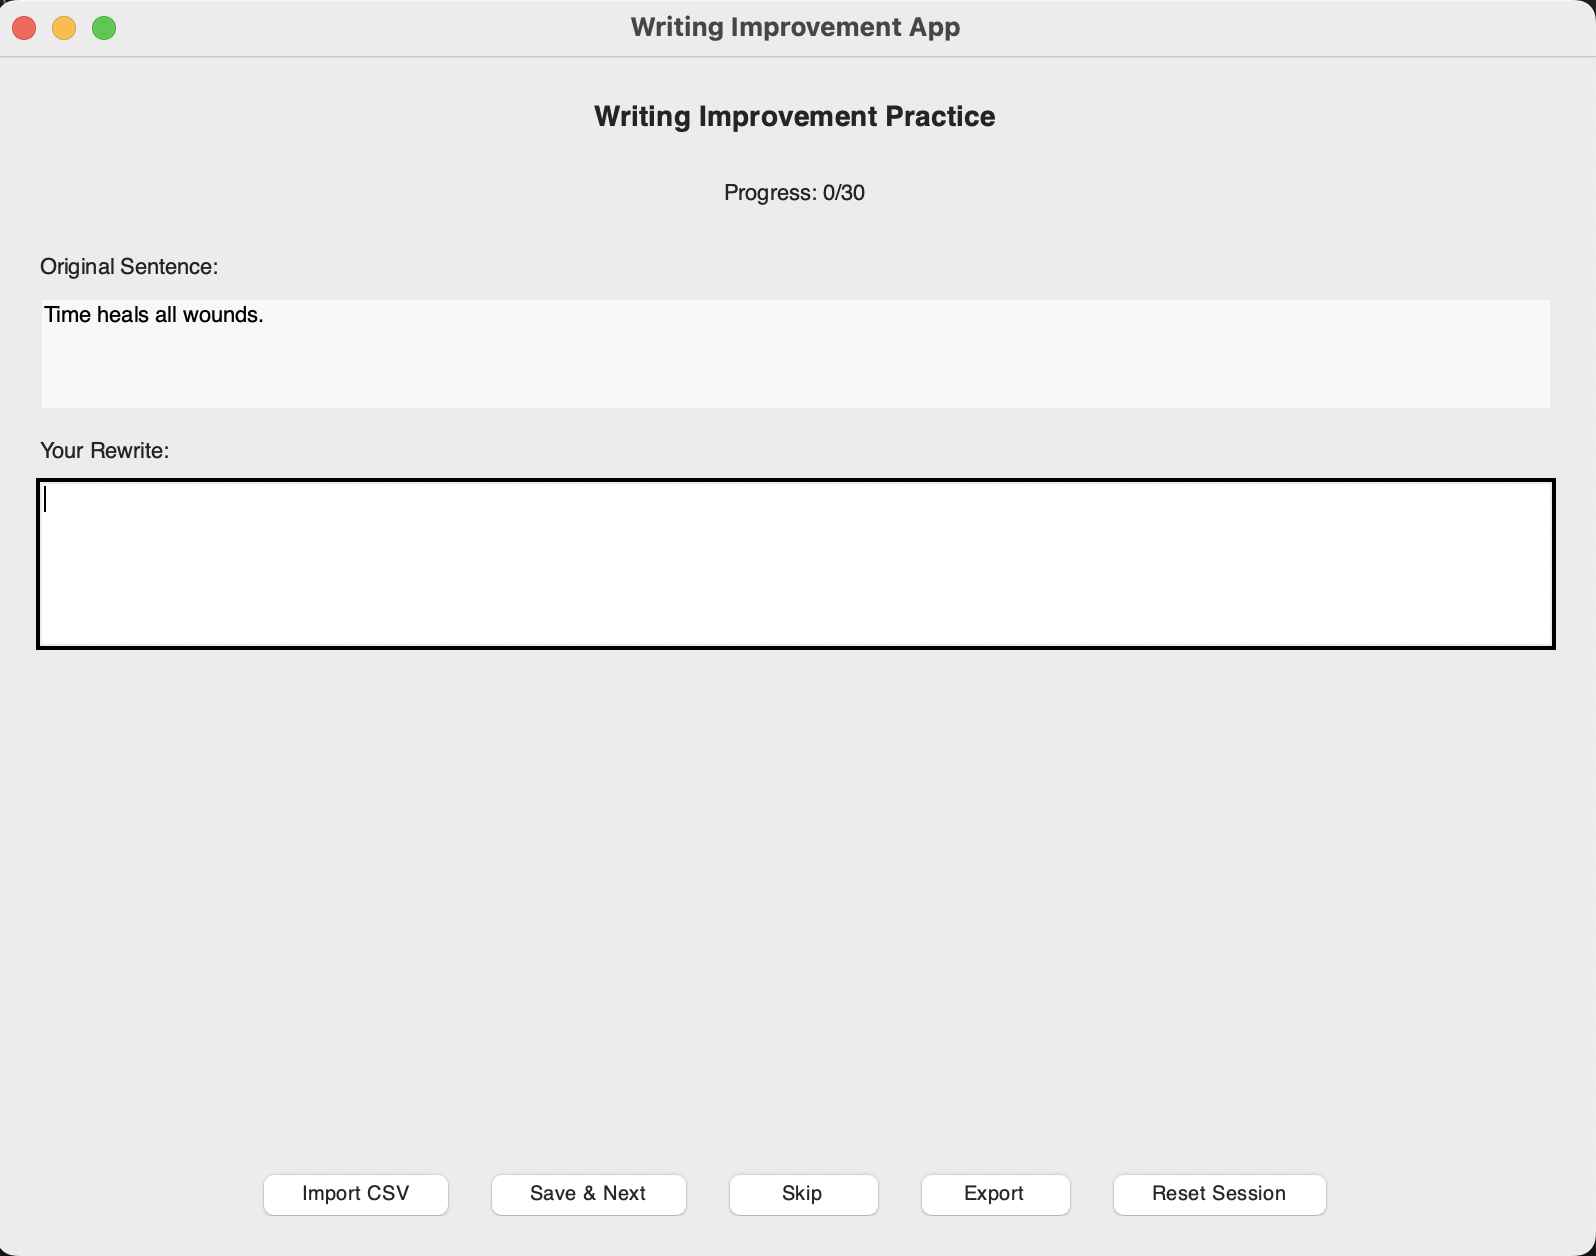 Writing Improvement App
Writing Improvement Practice
Progress: 0/30
Original Sentence:
Time heals all wounds.
Your Rewrite:
Import CSV
Save & Next
Skip
Export
Reset Session